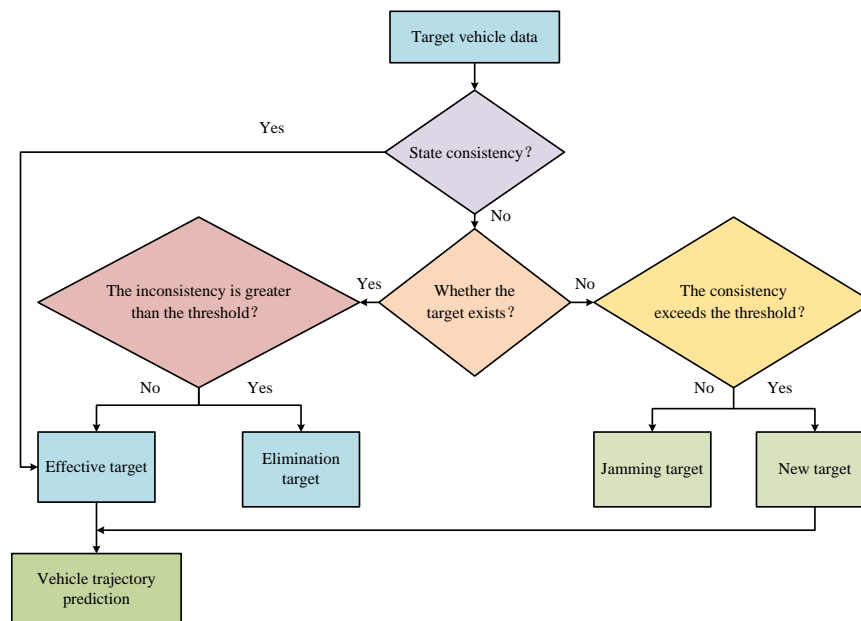 Target vehicle data
Yes
State consistency?
No
The inconsistency is greater
than the threshold?
Yes
Whether the
target exists?
No
The consistency
exceeds the threshold?
No
Yes
No
Yes
Effective target
Elimination
target
Jamming target
New target
Vehicle trajectory
prediction